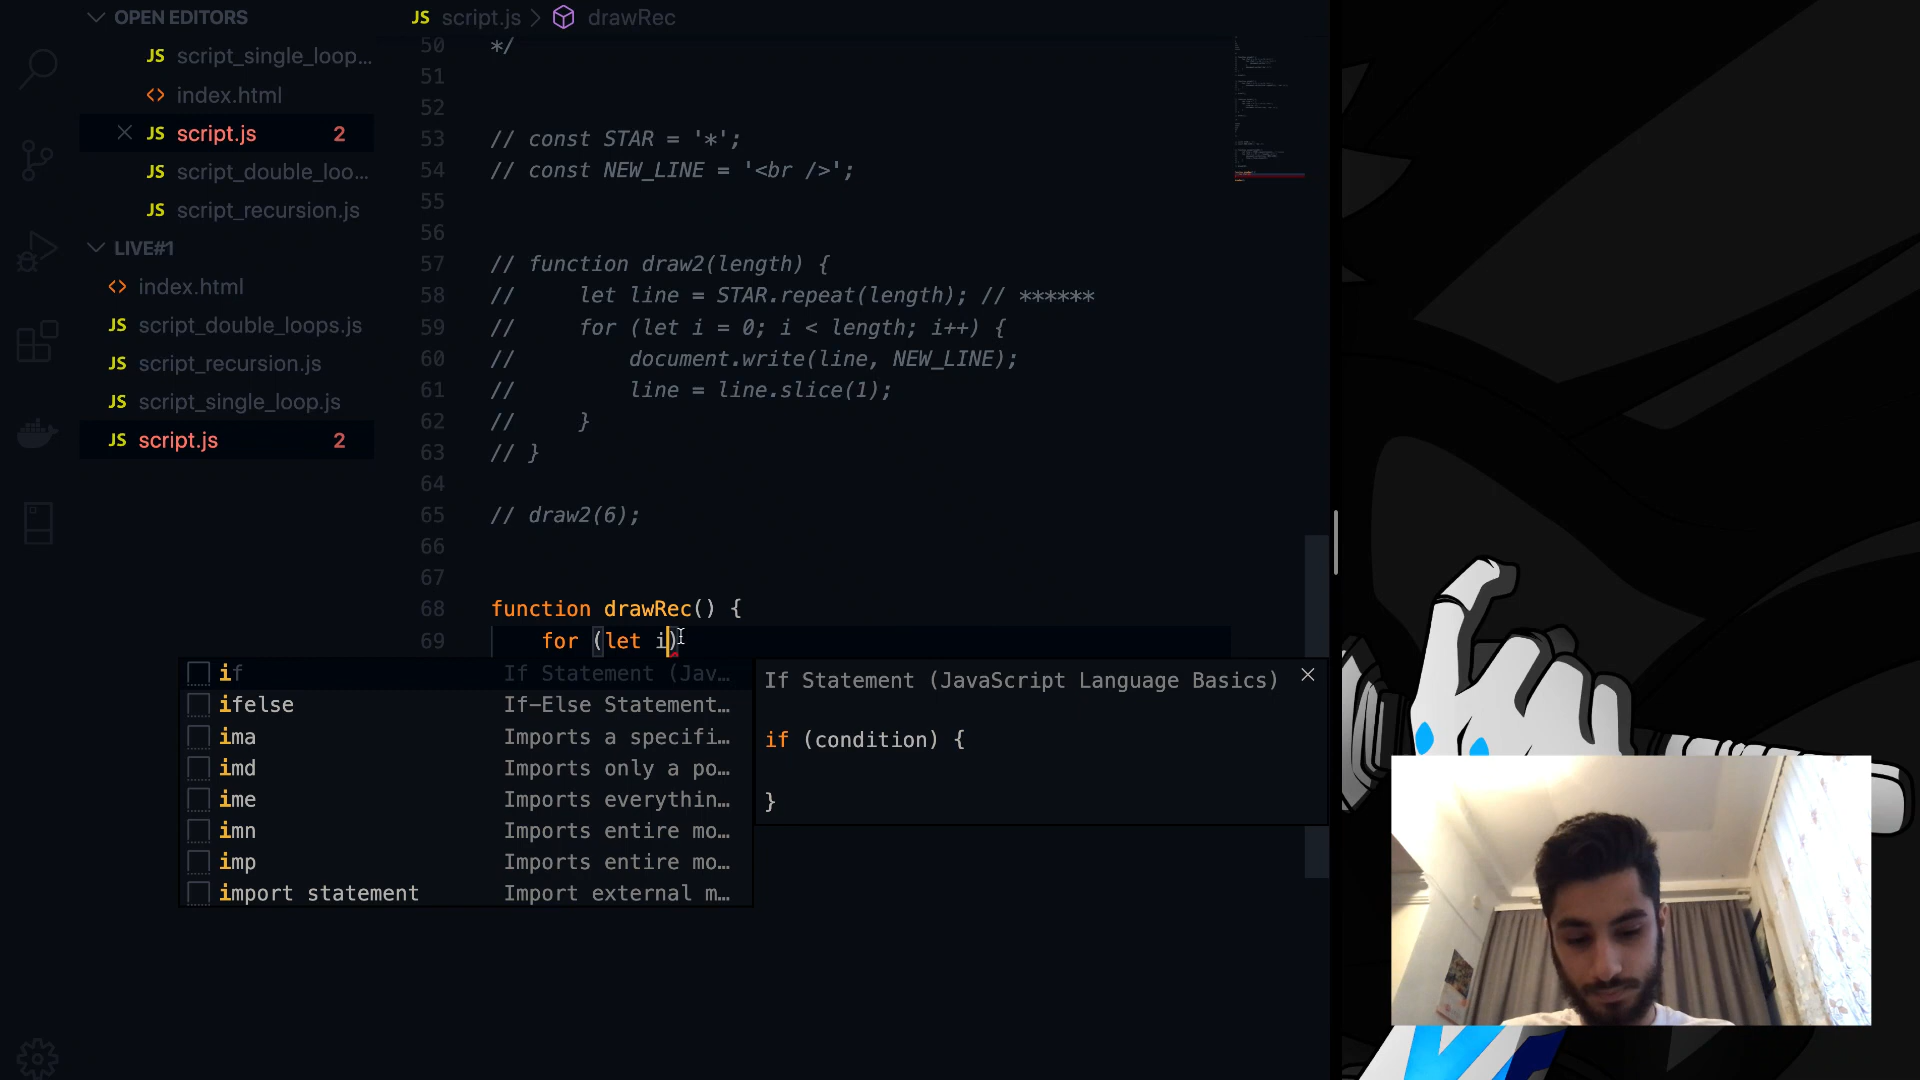 OPEN EDITORS
JS script_single_loop...
<> index.html
JS script.js 2
JS script_double_loo...
JS script_recursion.js
LIVE#1
<> index.html
JS script_double_loops.js
JS script_recursion.js
JS script_single_loop.js
JS script.js 2
JS script.js > drawRec
50 */
51
52
53 // const STAR = '*';
54 // const NEW_LINE = '<br />';
55
56
57 // function draw2(length) {
58 //     let line = STAR.repeat(length); // ******
59 //     for (let i = 0; i < length; i++) {
60 //         document.write(line, NEW_LINE);
61 //         line = line.slice(1);
62 //     }
63 // }
64
65 // draw2(6);
66
67
68 function drawRec() {
69     for (let i)
if If Statement (Jav...
ifelse If-Else Statement...
ima Imports a specifi...
imd Imports only a po...
ime Imports everythin...
imn Imports entire mo...
imp Imports entire mo...
import statement Import external m...
If Statement (JavaScript Language Basics)
if (condition) {
}